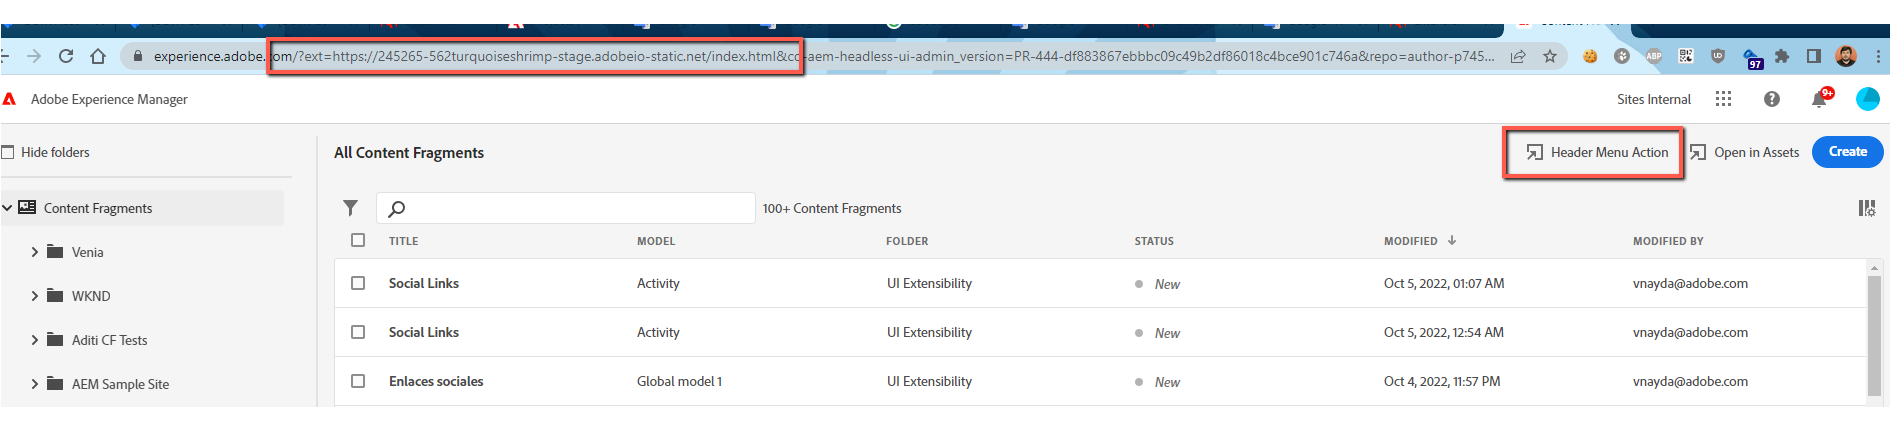 experience.adobe.com/?ext=https://245265-562turquoiseshrimp-stage.adobeio-static.net/index.html&cd=aem-headless-ui-admin_version=PR-444-df883867ebbbc09c49b2df86018c4bce901c746a&repo=author-p745...
ABP
97
Adobe Experience Manager
Sites Internal
9+
Hide folders
All Content Fragments
Header Menu Action
Open in Assets
Create
Content Fragments
100+ Content Fragments
TITLE MODEL FOLDER STATUS MODIFIED MODIFIED BY
Venia
Social Links Activity UI Extensibility New Oct 5, 2022, 01:07 AM vnayda@adobe.com
WKND
Social Links Activity UI Extensibility New Oct 5, 2022, 12:54 AM vnayda@adobe.com
Aditi CF Tests
Enlaces sociales Global model 1 UI Extensibility New Oct 4, 2022, 11:57 PM vnayda@adobe.com
AEM Sample Site